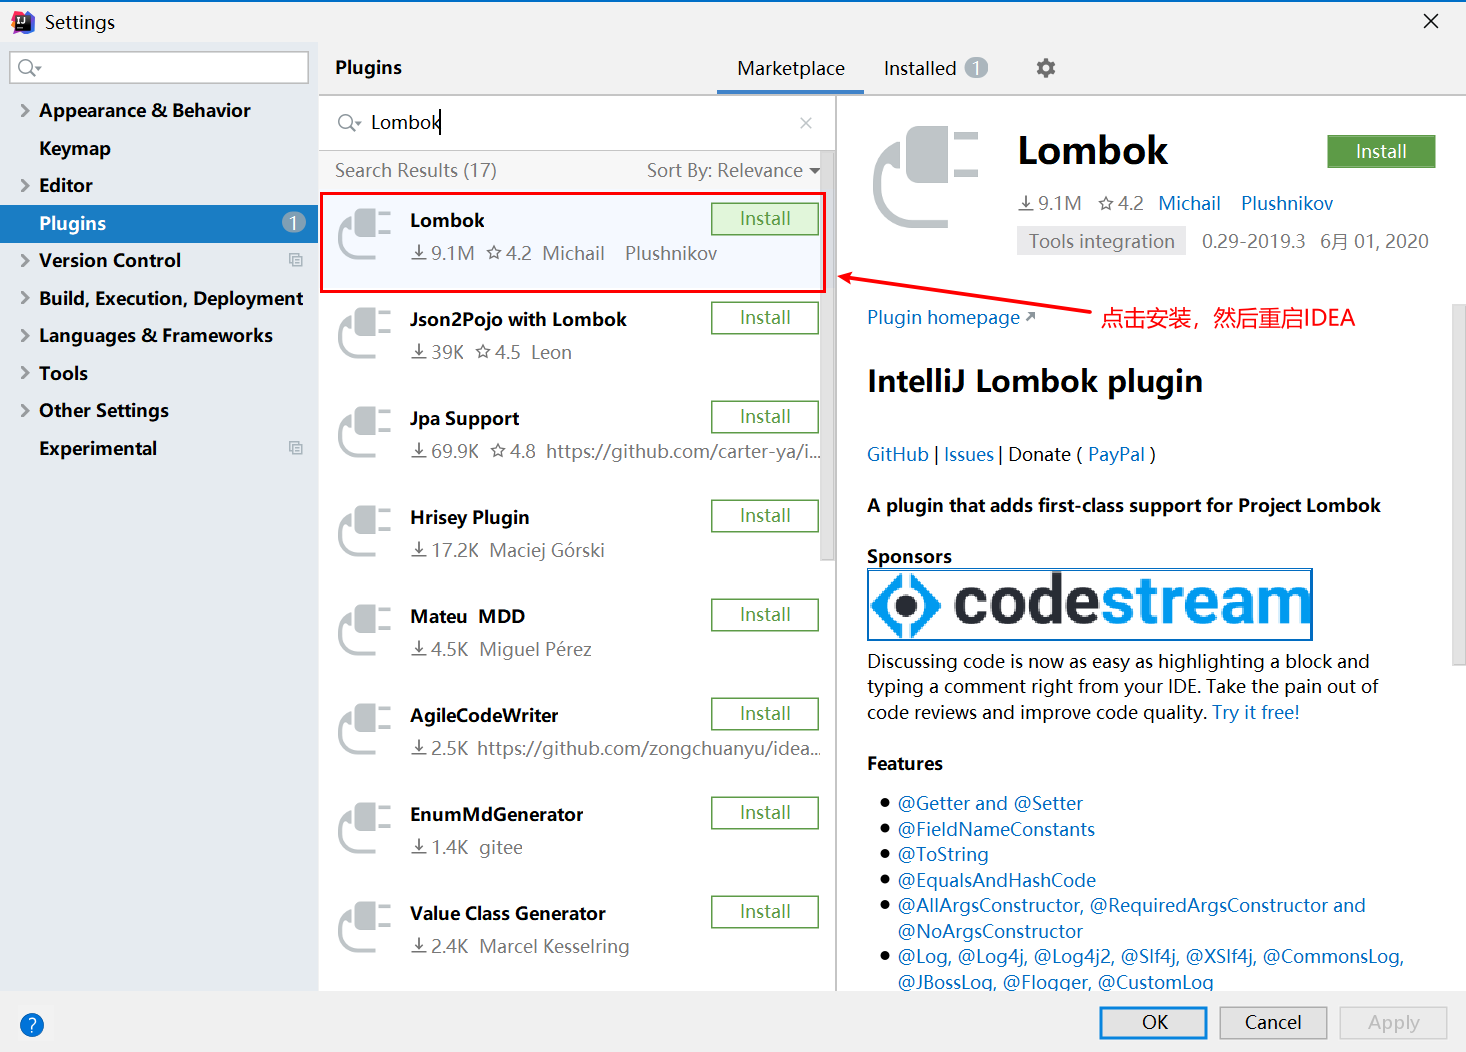 Settings
Appearance & Behavior
Keymap
Editor
Plugins 1
Version Control
Build, Execution, Deployment
Languages & Frameworks
Tools
Other Settings
Experimental
Plugins
Marketplace
Installed 1
Lombok
Search Results (17) Sort By: Relevance
Lombok Install
9.1M 4.2 Michail Plushnikov
Json2Pojo with Lombok Install
39K 4.5 Leon
Jpa Support Install
69.9K 4.8 https://github.com/carter-ya/i...
Hrisey Plugin Install
17.2K Maciej Górski
Mateu MDD Install
4.5K Miguel Pérez
AgileCodeWriter Install
2.5K https://github.com/zongchuanyu/idea...
EnumMdGenerator Install
1.4K gitee
Value Class Generator Install
2.4K Marcel Kesselring
Lombok Install
9.1M 4.2 Michail Plushnikov
Tools integration 0.29-2019.3 6月 01, 2020
Plugin homepage
点击安装，然后重启IDEA
IntelliJ Lombok plugin
GitHub | Issues | Donate ( PayPal )
A plugin that adds first-class support for Project Lombok
Sponsors
codestream
Discussing code is now as easy as highlighting a block and
typing a comment right from your IDE. Take the pain out of
code reviews and improve code quality. Try it free!
Features
@Getter and @Setter
@FieldNameConstants
@ToString
@EqualsAndHashCode
@AllArgsConstructor, @RequiredArgsConstructor and
@NoArgsConstructor
@Log, @Log4j, @Log4j2, @Slf4j, @XSlf4j, @CommonsLog,
@JBossLog, @Flogger, @CustomLog
?
OK Cancel Apply